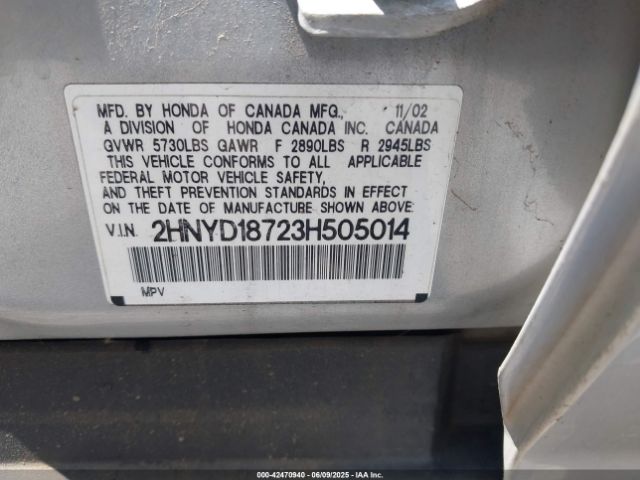 MFD. BY HONDA OF CANADA MFG., 11/02
A DIVISION OF HONDA CANADA INC. CANADA
GVWR 5730LBS GAWR F 2890LBS R 2945LBS
THIS VEHICLE CONFORMS TO ALL APPLICABLE
FEDERAL MOTOR VEHICLE SAFETY,
AND THEFT PREVENTION STANDARDS IN EFFECT
ON THE DATE OF MANUFACTURE SHOWN ABOVE.
V.I.N. 2HNYD18723H505014
MPV
000-42470940 - 06/09/2025 - IAA Inc.